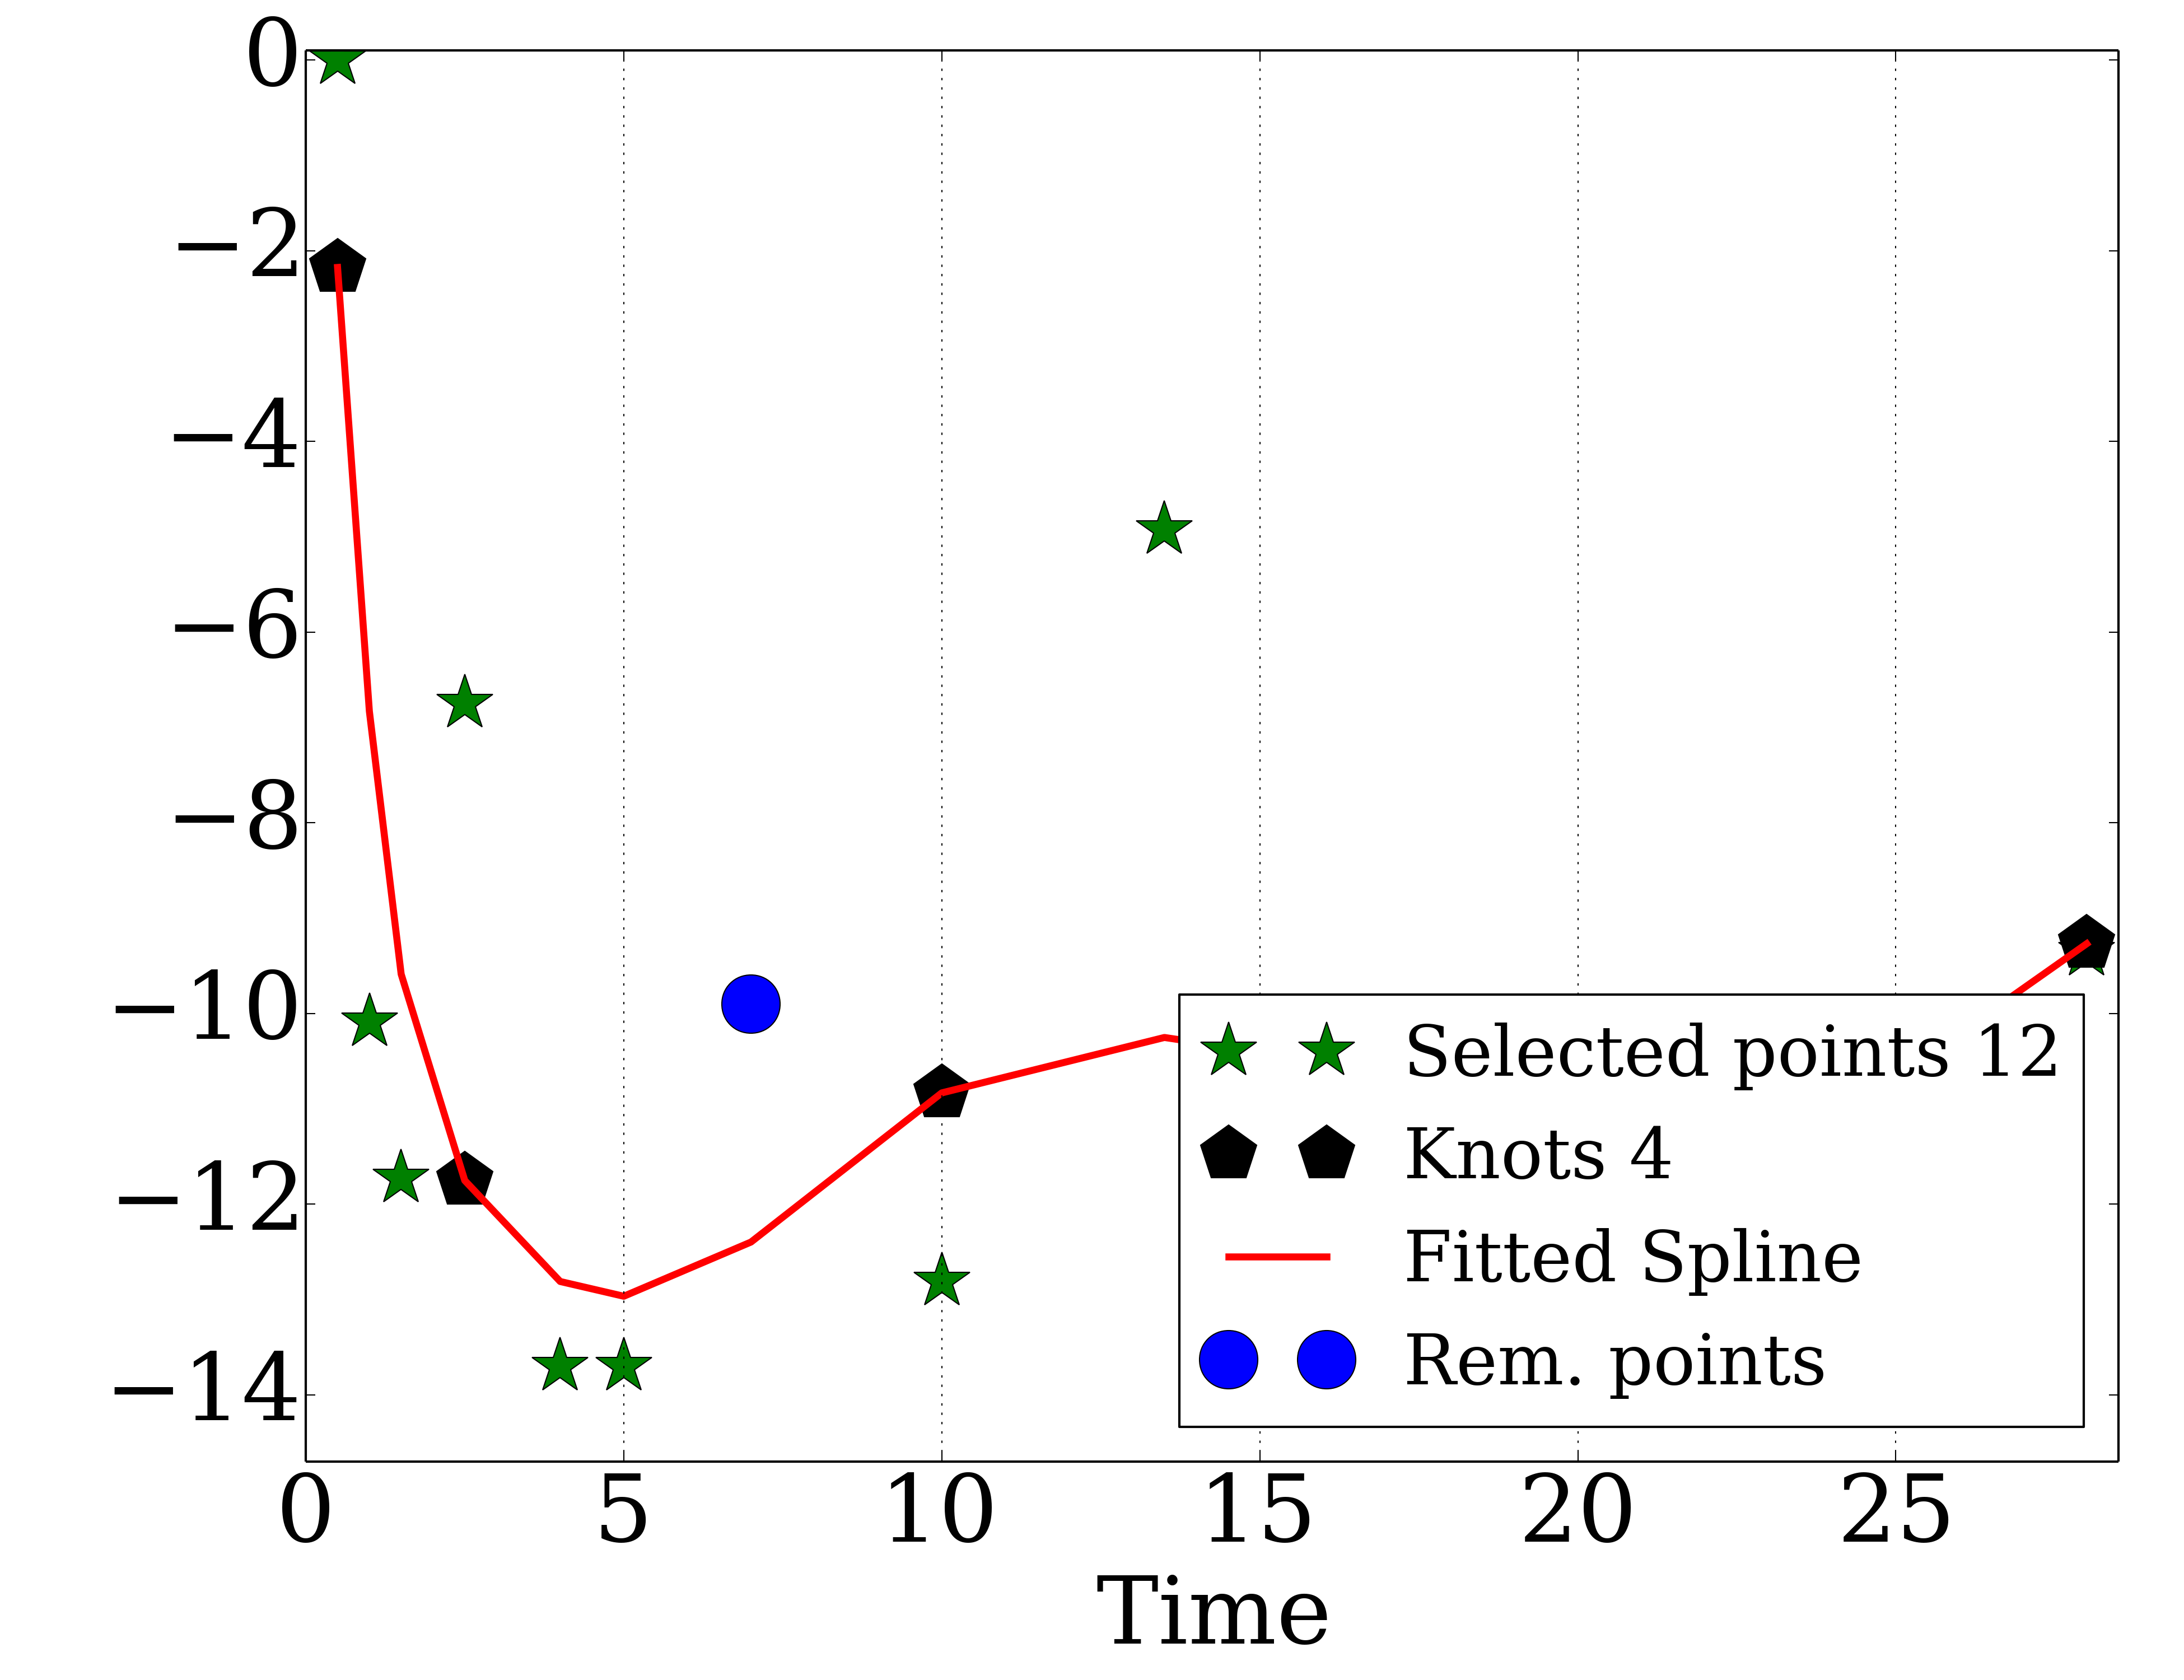 0
−2
−4
−6
−8
−10
−12
−14
0 5 10 15 20 25
Time
Selected points 12
Knots 4
Fitted Spline
Rem. points